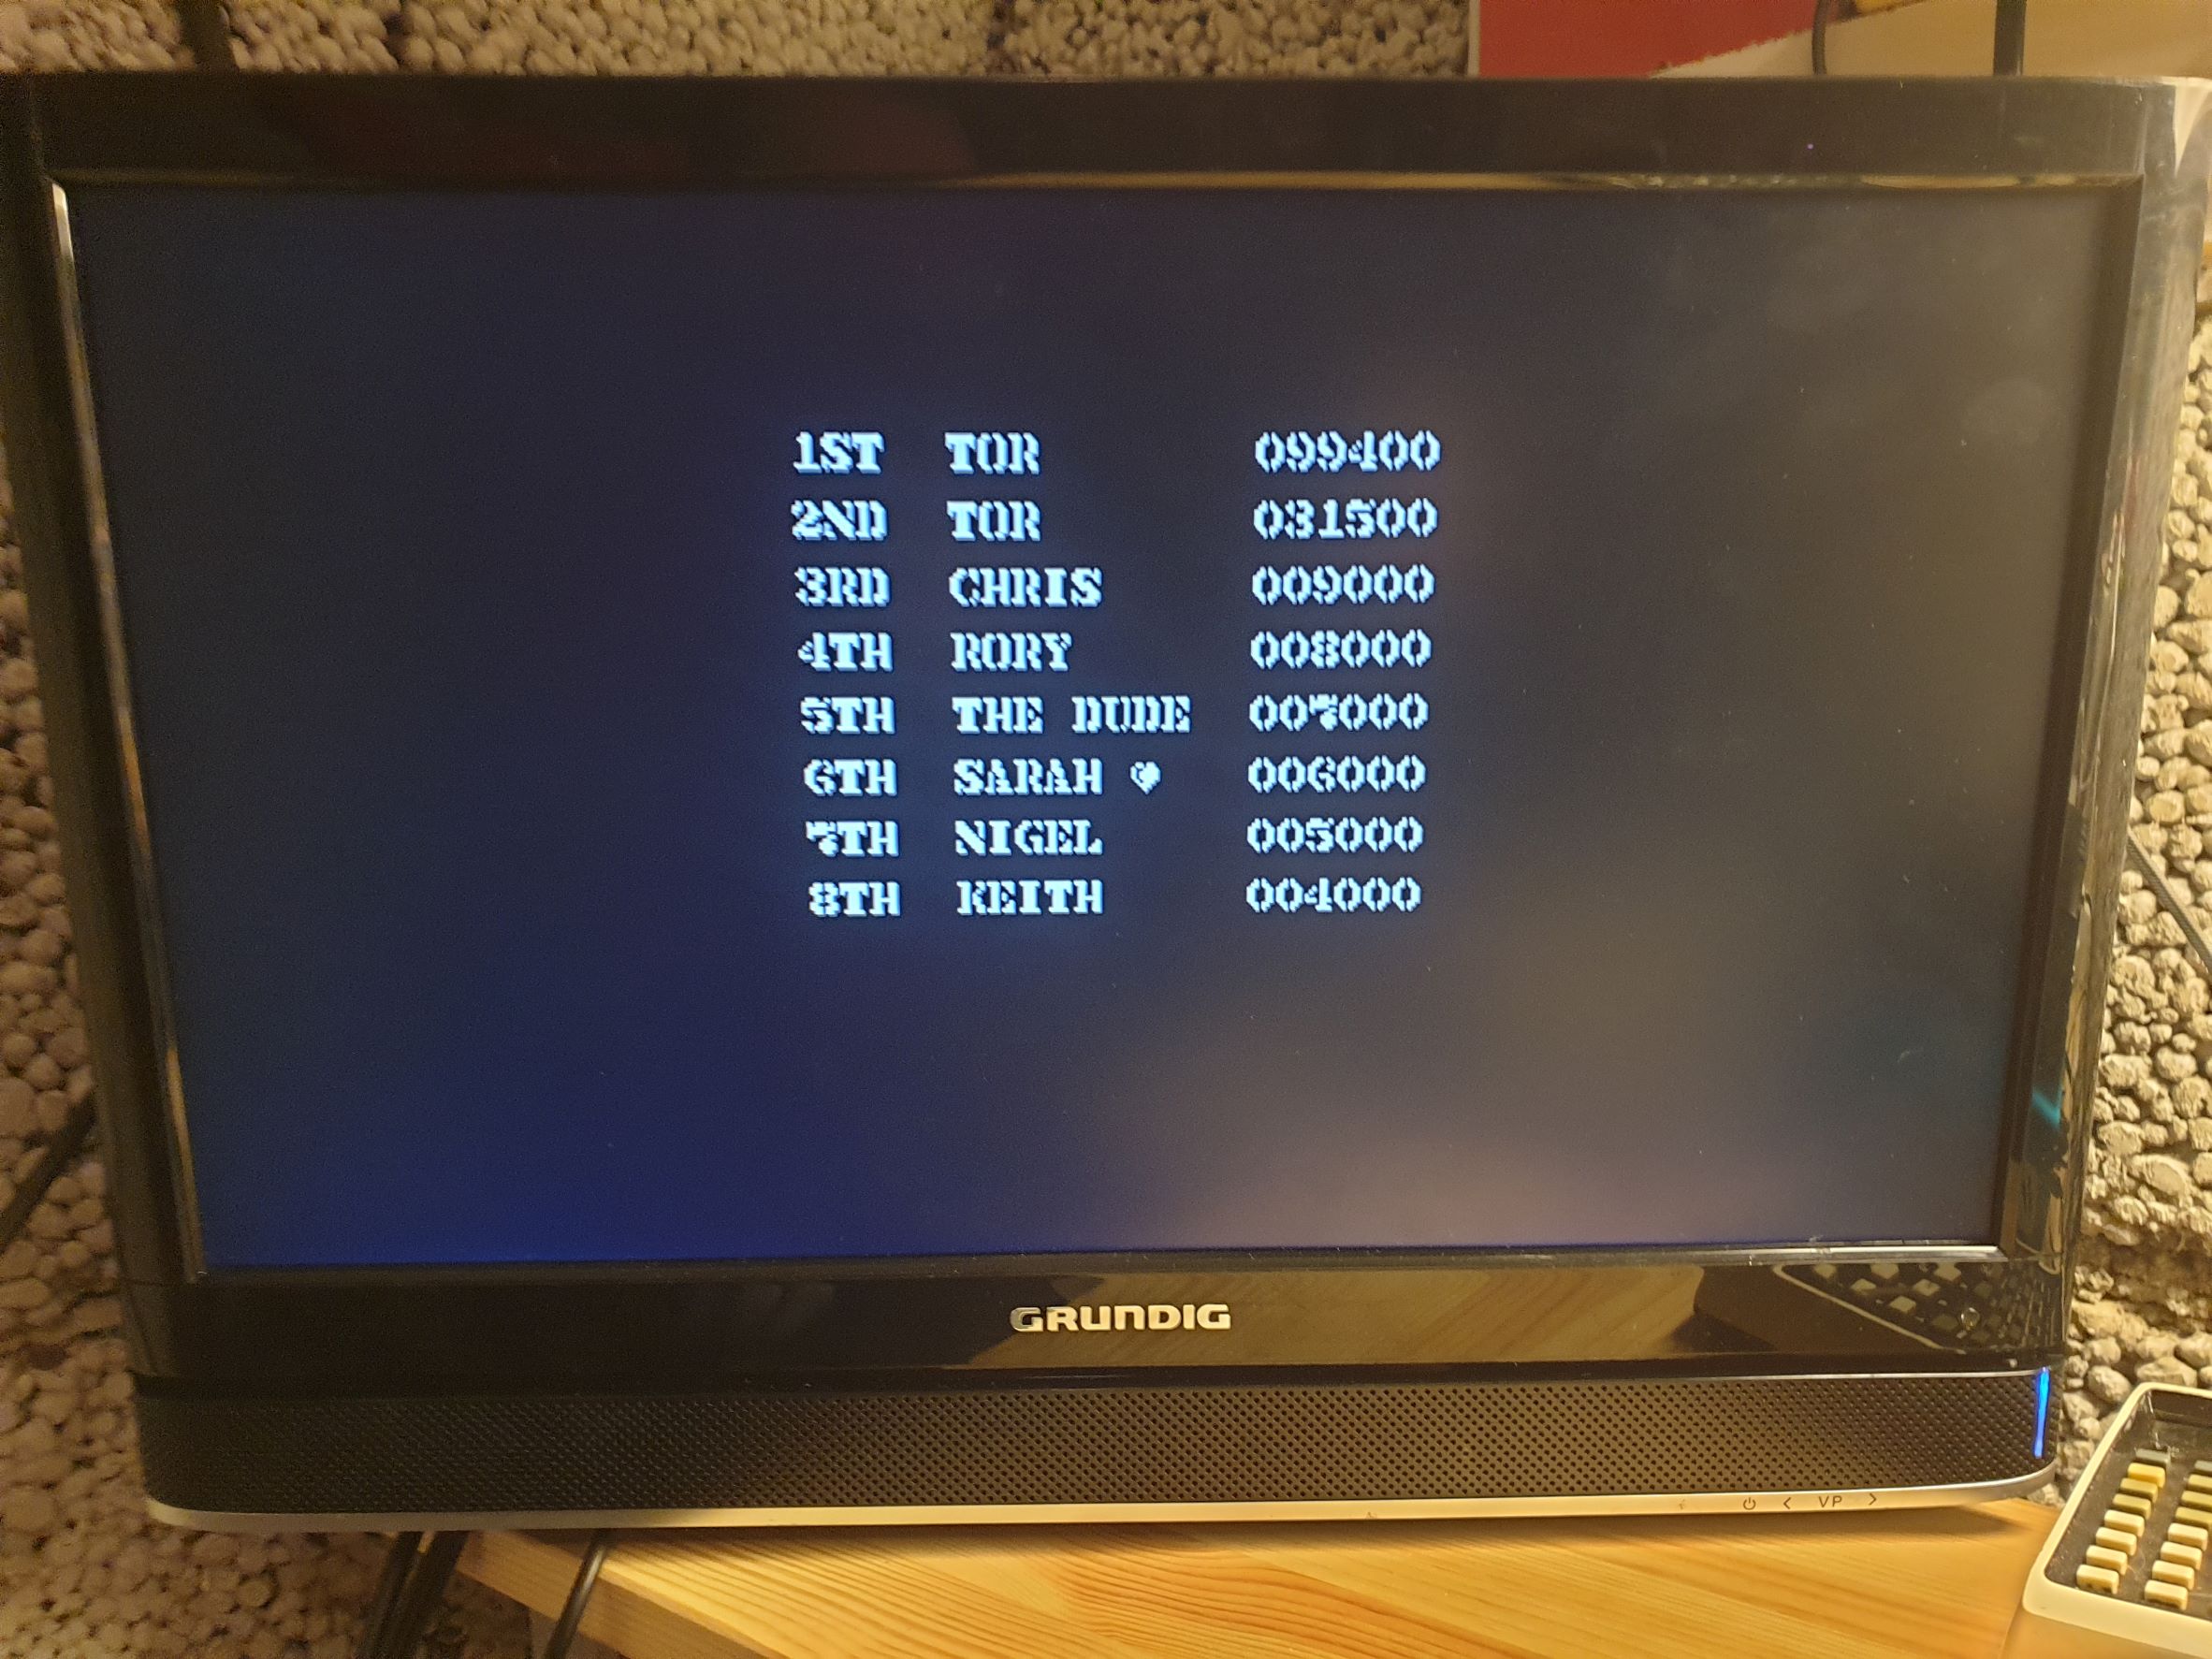 1ST TOR 099400
2ND TOR 031500
3RD CHRIS 009000
4TH RORY 008000
5TH THE DUDE 007000
6TH SARAH ♥ 006000
7TH NIGEL 005000
8TH KEITH 004000
GRUNDIG
⏻ < VP >